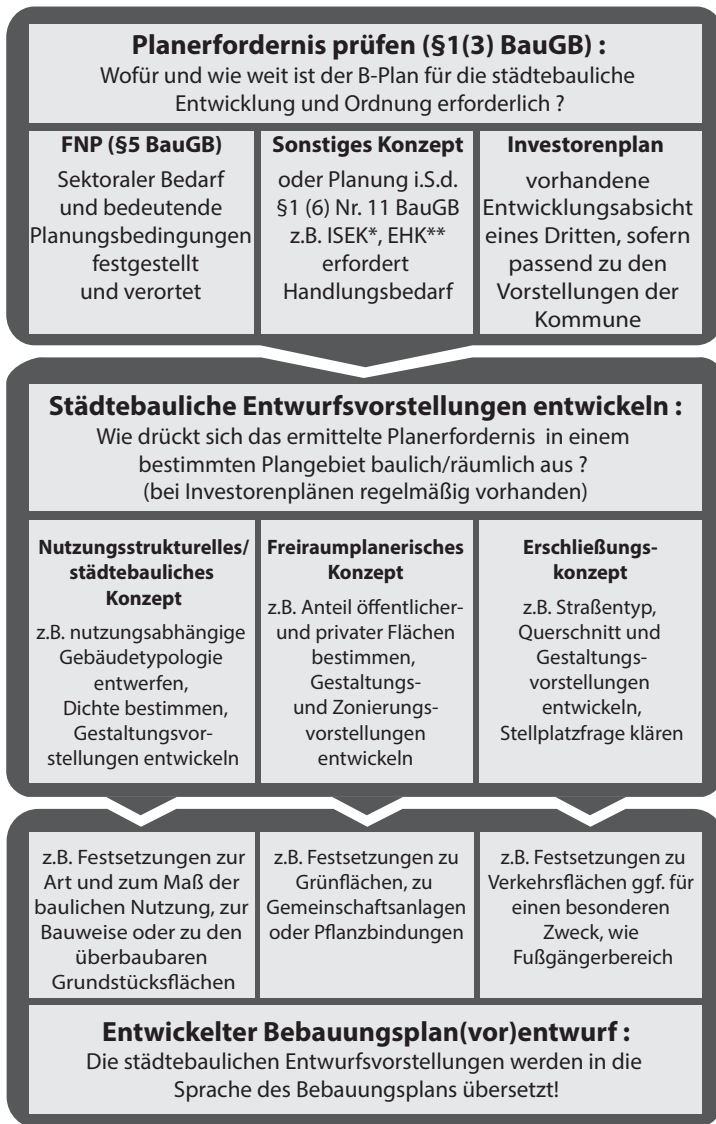 Planerfordernis prüfen (§1(3) BauGB) :
Wofür und wie weit ist der B-Plan für die städtebauliche
Entwicklung und Ordnung erforderlich ?
FNP (§5 BauGB)
Sektoraler Bedarf
und bedeutende
Planungsbedingungen
festgestellt
und verortet
Sonstiges Konzept
oder Planung i.S.d.
§1 (6) Nr. 11 BauGB
z.B. ISEK*, EHK**
erfordert
Handlungsbedarf
Investorenplan
vorhandene
Entwicklungsabsicht
eines Dritten, sofern
passend zu den
Vorstellungen der
Kommune
Städtebauliche Entwurfsvorstellungen entwickeln :
Wie drückt sich das ermittelte Planerfordernis in einem
bestimmten Plangebiet baulich/räumlich aus ?
(bei Investorenplänen regelmäßig vorhanden)
Nutzungsstrukturelles/
städtebauliches
Konzept
z.B. nutzungsabhängige
Gebäudetypologie
entwerfen,
Dichte bestimmen,
Gestaltungsvor-
stellungen entwickeln
Freiraumplanerisches
Konzept
z.B. Anteil öffentlicher-
und privater Flächen
bestimmen,
Gestaltungs-
und Zonierungs-
vorstellungen
entwickeln
Erschließungs-
konzept
z.B. Straßentyp,
Querschnitt und
Gestaltungs-
vorstellungen
entwickeln,
Stellplatzfrage klären
z.B. Festsetzungen zur
Art und zum Maß der
baulichen Nutzung, zur
Bauweise oder zu den
überbaubaren
Grundstücksflächen
z.B. Festsetzungen zu
Grünflächen, zu
Gemeinschaftsanlagen
oder Pflanzbindungen
z.B. Festsetzungen zu
Verkehrsflächen ggf. für
einen besonderen
Zweck, wie
Fußgängerbereich
Entwickelter Bebauungsplan(vor)entwurf :
Die städtebaulichen Entwurfsvorstellungen werden in die
Sprache des Bebauungsplans übersetzt!